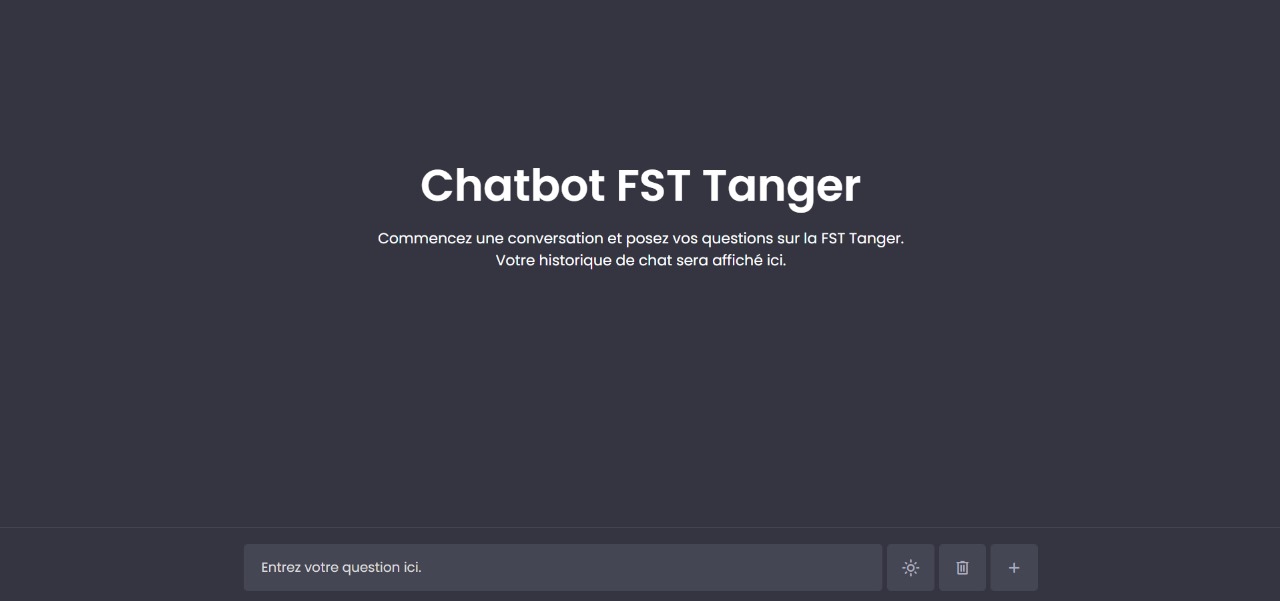 Chatbot FST Tanger
Commencez une conversation et posez vos questions sur la FST Tanger.
Votre historique de chat sera affiché ici.
Entrez votre question ici.